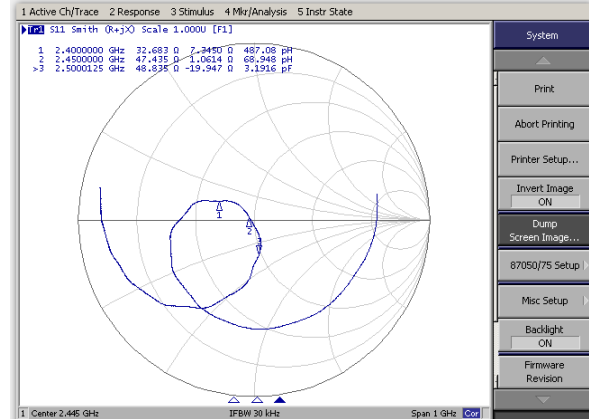 1 Active Ch/Trace 2 Response 3 Stimulus 4 Mkr/Analysis 5 Instr State
Tr1 S11 Smith (R+jX) Scale 1.000U [F1]
1 2.4000000 GHz 32.683 Ω 7.3450 Ω 487.08 pH
2 2.4500000 GHz 47.435 Ω 1.0614 Ω 68.948 pH
>3 2.5000125 GHz 48.835 Ω -19.947 Ω 3.1916 pF
1
2
3
1 Center 2.445 GHz IFBW 30 kHz Span 1 GHz Cor
System
Print
Abort Printing
Printer Setup...
Invert Image
ON
Dump
Screen Image...
87050/75 Setup
Misc Setup
Backlight
ON
Firmware
Revision